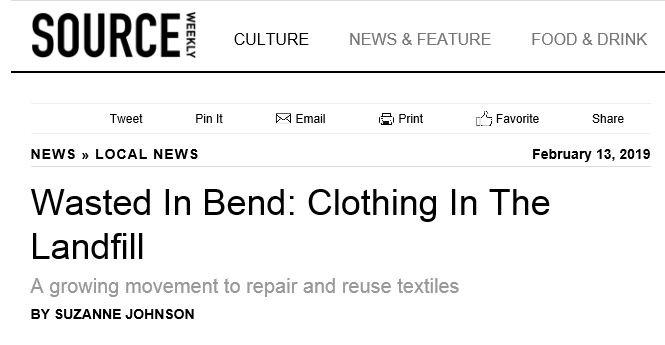 SOURCE WEEKLY
CULTURE NEWS & FEATURE FOOD & DRINK
Tweet Pin It Email Print Favorite Share
NEWS » LOCAL NEWS February 13, 2019
Wasted In Bend: Clothing In The
Landfill
A growing movement to repair and reuse textiles
BY SUZANNE JOHNSON